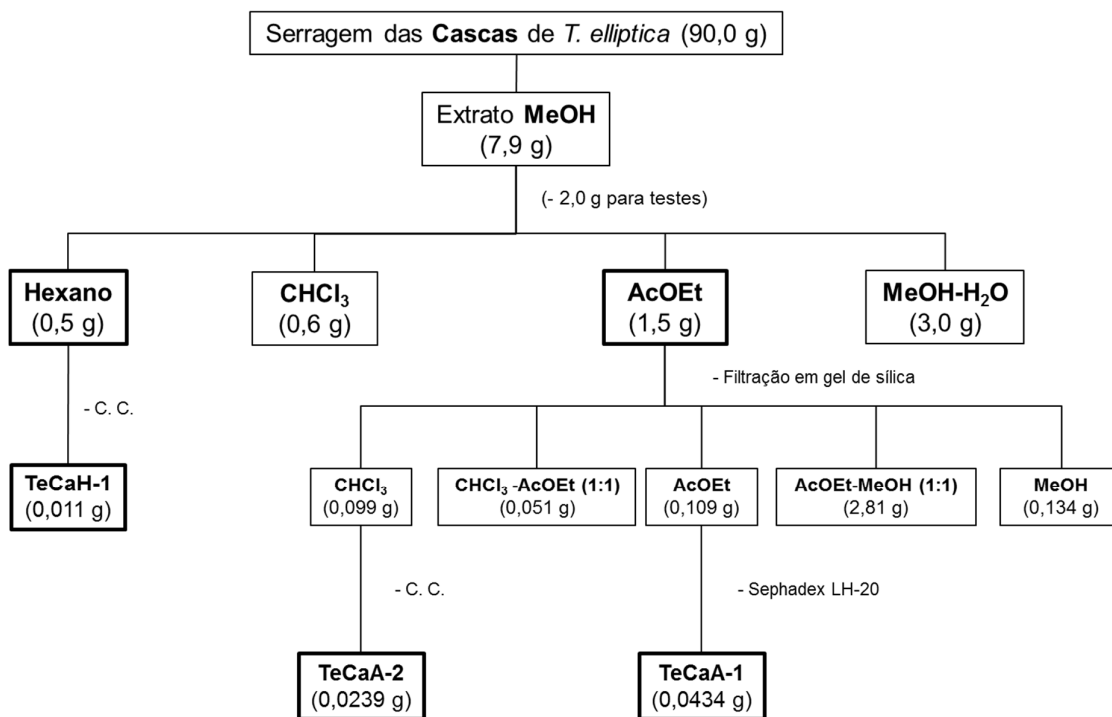 Serragem das Cascas de T. elliptica (90,0 g)
Extrato MeOH
(7,9 g)
(- 2,0 g para testes)
Hexano
(0,5 g)
CHCl₃
(0,6 g)
AcOEt
(1,5 g)
MeOH-H₂O
(3,0 g)
- Filtração em gel de sílica
- C. C.
TeCaH-1
(0,011 g)
CHCl₃
(0,099 g)
CHCl₃ -AcOEt (1:1)
(0,051 g)
AcOEt
(0,109 g)
AcOEt-MeOH (1:1)
(2,81 g)
MeOH
(0,134 g)
- C. C.
- Sephadex LH-20
TeCaA-2
(0,0239 g)
TeCaA-1
(0,0434 g)